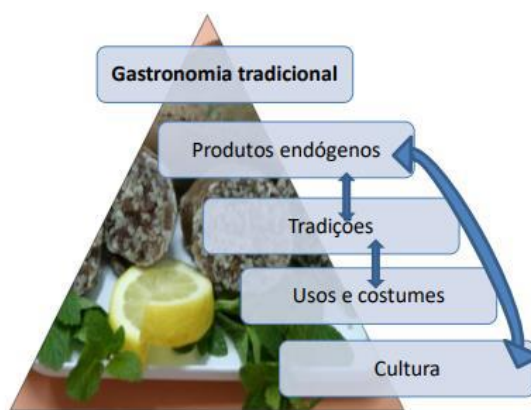 Gastronomia tradicional
Produtos endógenos
Tradições
Usos e costumes
Cultura